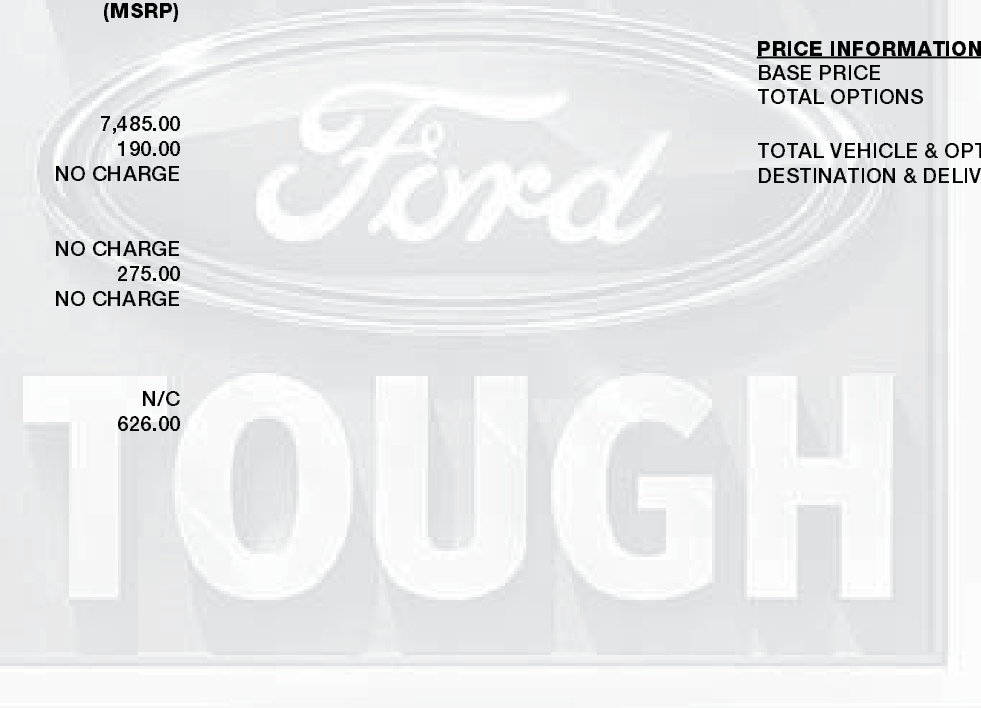 (MSRP)
7,485.00
190.00
NO CHARGE
NO CHARGE
275.00
NO CHARGE
N/C
626.00
PRICE INFORMATION
BASE PRICE
TOTAL OPTIONS
TOTAL VEHICLE & OPT
DESTINATION & DELIV
Ford
TOUGH